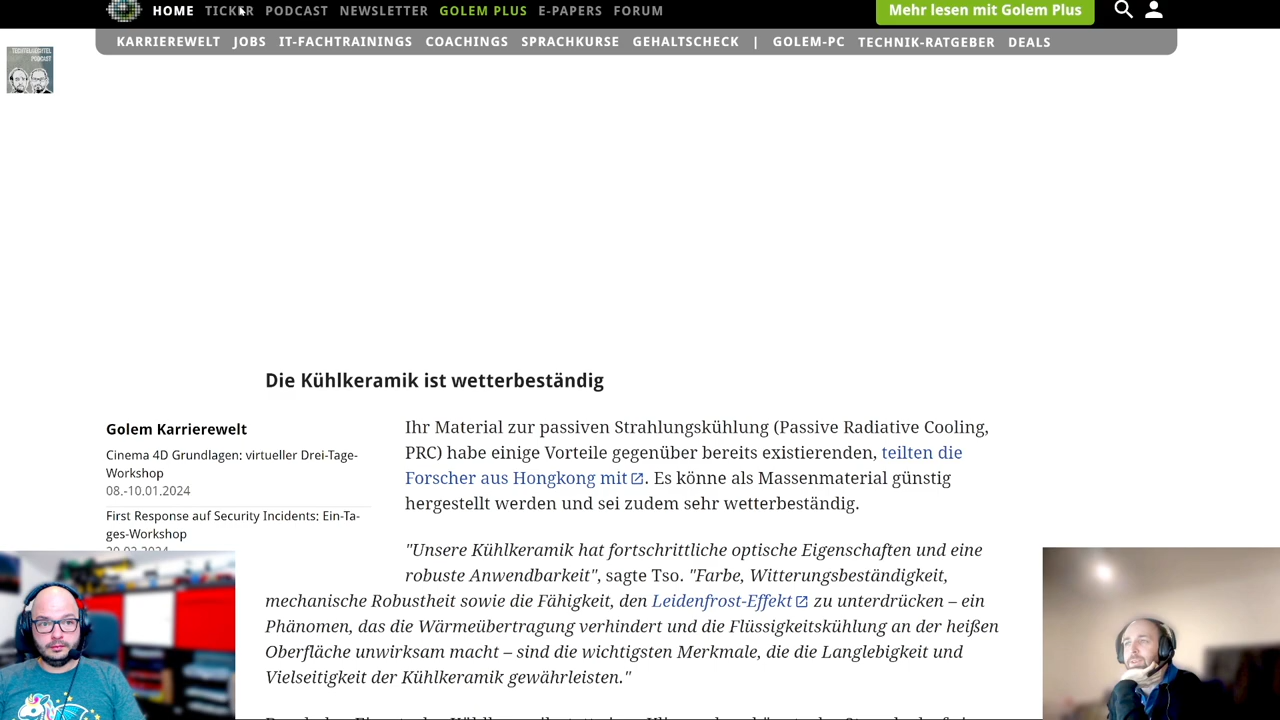 HOME TICKER PODCAST NEWSLETTER GOLEM PLUS E-PAPERS FORUM
Mehr lesen mit Golem Plus
KARRIEREWELT JOBS IT-FACHTRAININGS COACHINGS SPRACHKURSE GEHALTSCHECK | GOLEM-PC TECHNIK-RATGEBER DEALS
PODCAST
Die Kühlkeramik ist wetterbeständig
Golem Karrierewelt
Cinema 4D Grundlagen: virtueller Drei-Tage-
Workshop
08.-10.01.2024
First Response auf Security Incidents: Ein-Ta-
ges-Workshop
Ihr Material zur passiven Strahlungskühlung (Passive Radiative Cooling,
PRC) habe einige Vorteile gegenüber bereits existierenden, teilten die
Forscher aus Hongkong mit. Es könne als Massenmaterial günstig
hergestellt werden und sei zudem sehr wetterbeständig.
"Unsere Kühlkeramik hat fortschrittliche optische Eigenschaften und eine
robuste Anwendbarkeit", sagte Tso. "Farbe, Witterungsbeständigkeit,
mechanische Robustheit sowie die Fähigkeit, den Leidenfrost-Effekt zu unterdrücken – ein
Phänomen, das die Wärmeübertragung verhindert und die Flüssigkeitskühlung an der heißen
Oberfläche unwirksam macht – sind die wichtigsten Merkmale, die die Langlebigkeit und
Vielseitigkeit der Kühlkeramik gewährleisten."